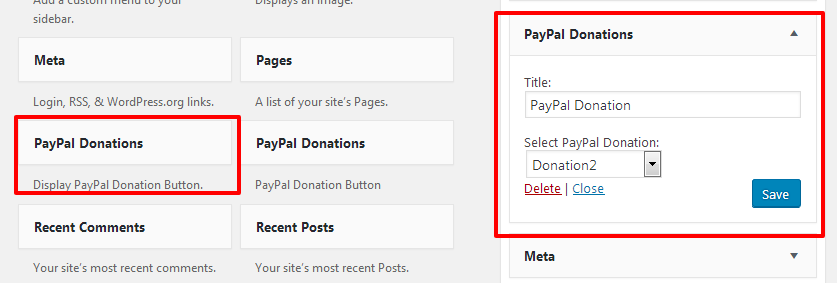 Add a custom menu to your
sidebar.
Displays an image.
Meta
Pages
Login, RSS, & WordPress.org links.
A list of your site's Pages.
PayPal Donations
PayPal Donations
Display PayPal Donation Button.
PayPal Donation Button
Recent Comments
Recent Posts
Your site's most recent comments.
Your site's most recent Posts.
PayPal Donations
Title:
PayPal Donation
Select PayPal Donation:
Donation2
Delete | Close
Save
Meta